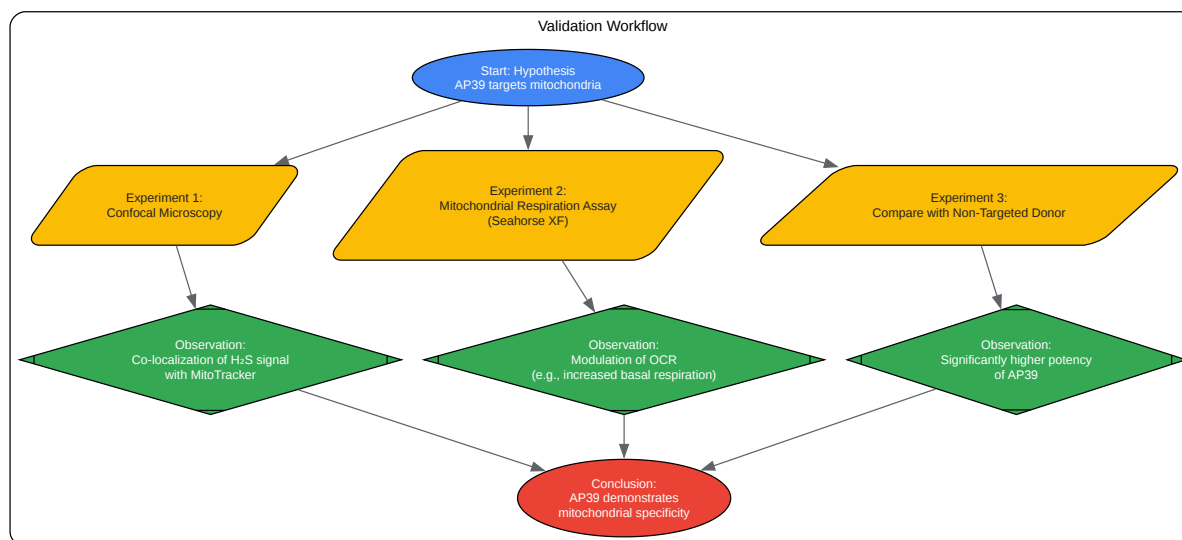 Validation Workflow
Start: Hypothesis
AP39 targets mitochondria
Experiment 1:
Confocal Microscopy
Experiment 2:
Mitochondrial Respiration Assay
(Seahorse XF)
Experiment 3:
Compare with Non-Targeted Donor
Observation:
Co-localization of H₂S signal
with MitoTracker
Observation:
Modulation of OCR
(e.g., increased basal respiration)
Observation:
Significantly higher potency
of AP39
Conclusion:
AP39 demonstrates
mitochondrial specificity